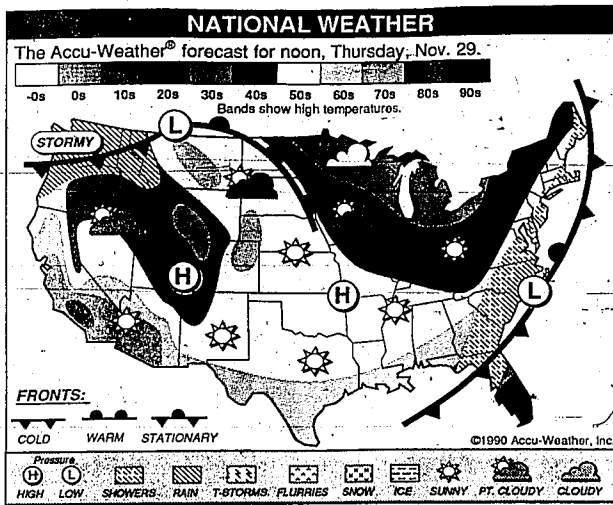 NATIONAL WEATHER
The Accu-Weather® forecast for noon, Thursday, Nov. 29.
-0s 0s 10s 20s 30s 40s 50s 60s 70s 80s 90s
Bands show high temperatures.
L
STORMY
H
H
L
FRONTS:
COLD WARM STATIONARY
©1990 Accu-Weather, Inc.
Pressure
H L
HIGH LOW SHOWERS RAIN T-STORMS FLURRIES SNOW ICE SUNNY PT. CLOUDY CLOUDY